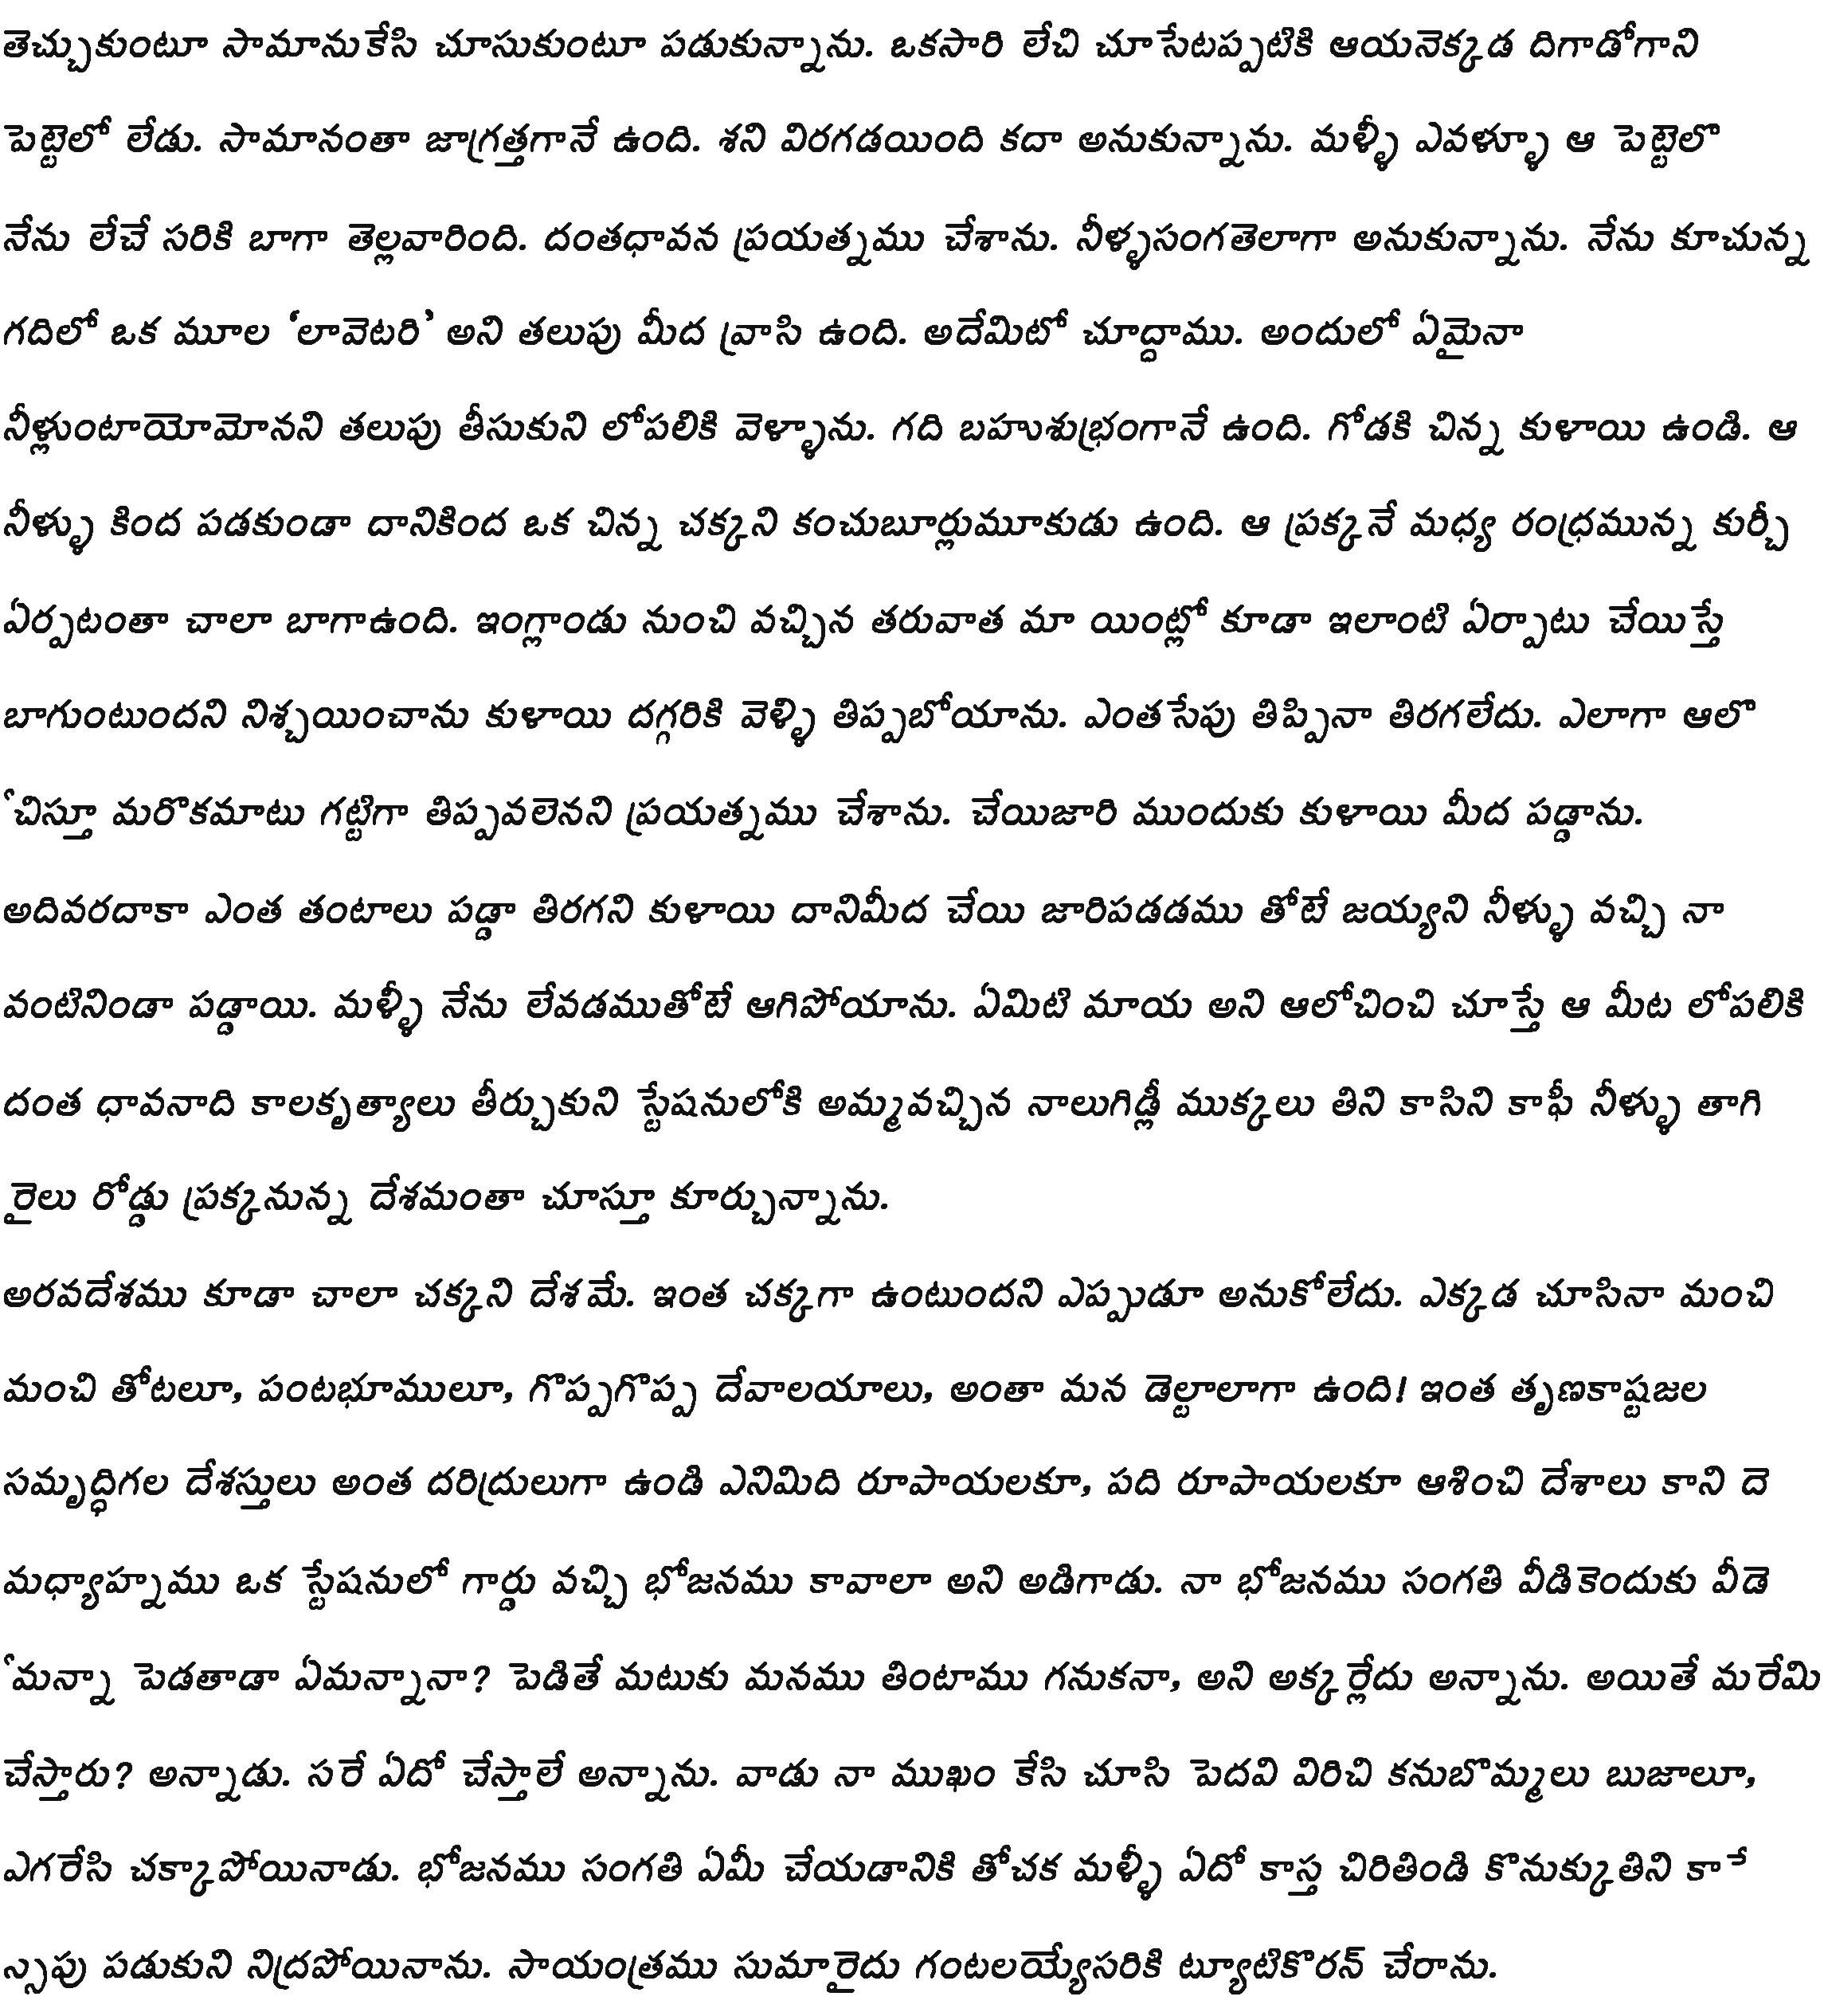 తెచ్చుకుంటూ సామానుకేసి చూసుకుంటూ పడుకున్నాను. ఒకసారి లేచి చూసేటప్పటికి ఆయనెక్కడ దిగాడోగాని
పెట్టెలో లేడు. సామానంతా జాగ్రత్తగానే ఉంది. శని విరగడయింది కదా అనుకున్నాను. మళ్ళీ ఎవళ్ళూ ఆ పెట్టెలొ
నేను లేచే సరికి బాగా తెల్లవారింది. దంతధావన ప్రయత్నము చేశాను. నీళ్ళసంగతెలాగా అనుకున్నాను. నేను కూచున్న
గదిలో ఒక మూల ‘లావెటరి’ అని తలుపు మీద వ్రాసి ఉంది. అదేమిటో చూద్దాము. అందులో ఏమైనా
నీళ్లుంటాయోమోనని తలుపు తీసుకుని లోపలికి వెళ్ళాను. గది బహుశుభ్రంగానే ఉంది. గోడకి చిన్న కుళాయి ఉండి. ఆ
నీళ్ళు కింద పడకుండా దానికింద ఒక చిన్న చక్కని కంచుబూర్లుమూకుడు ఉంది. ఆ ప్రక్కనే మధ్య రంధ్రమున్న కుర్చీ
ఏర్పటంతా చాలా బాగాఉంది. ఇంగ్లాండు నుంచి వచ్చిన తరువాత మా యింట్లో కూడా ఇలాంటి ఏర్పాటు చేయిస్తే
బాగుంటుందని నిశ్చయించాను కుళాయి దగ్గరికి వెళ్ళి తిప్పబోయాను. ఎంతసేపు తిప్పినా తిరగలేదు. ఎలాగా ఆలొ
ేచిస్తూ మరొకమాటు గట్టిగా తిప్పవలెనని ప్రయత్నము చేశాను. చేయిజారి ముందుకు కుళాయి మీద పడ్డాను.
అదివరదాకా ఎంత తంటాలు పడ్డా తిరగని కుళాయి దానిమీద చేయి జారిపడడము తోటే జయ్యని నీళ్ళు వచ్చి నా
వంటినిండా పడ్డాయి. మళ్ళీ నేను లేవడముతోటే ఆగిపోయాను. ఏమిటి మాయ అని ఆలోచించి చూస్తే ఆ మీట లోపలికి
దంత ధావనాది కాలకృత్యాలు తీర్చుకుని స్టేషనులోకి అమ్మవచ్చిన నాలుగిడ్లీ ముక్కలు తిని కాసిని కాఫీ నీళ్ళు తాగి
రైలు రోడ్డు ప్రక్కనున్న దేశమంతా చూస్తూ కూర్చున్నాను.
అరవదేశము కూడా చాలా చక్కని దేశమే. ఇంత చక్కగా ఉంటుందని ఎప్పుడూ అనుకోలేదు. ఎక్కడ చూసినా మంచి
మంచి తోటలూ, పంటభూములూ, గొప్పగొప్ప దేవాలయాలు, అంతా మన డెల్టాలాగా ఉంది! ఇంత తృణకాష్టజల
సమృద్ధిగల దేశస్తులు అంత దరిద్రులుగా ఉండి ఎనిమిది రూపాయలకూ, పది రూపాయలకూ ఆశించి దేశాలు కాని దె
మధ్యాహ్నము ఒక స్టేషనులో గార్డు వచ్చి భోజనము కావాలా అని అడిగాడు. నా భోజనము సంగతి వీడికెందుకు వీడె
ేమన్నా పెడతాడా ఏమన్నానా? పెడితే మటుకు మనము తింటాము గనుకనా, అని అక్కర్లేదు అన్నాను. అయితే మరేమి
చేస్తారు? అన్నాడు. సరే ఏదో చేస్తాలే అన్నాను. వాడు నా ముఖం కేసి చూసి పెదవి విరిచి కనుబొమ్మలు బుజాలూ,
ఎగరేసి చక్కాపోయినాడు. భోజనము సంగతి ఏమీ చేయడానికి తోచక మళ్ళీ ఏదో కాస్త చిరితిండి కొనుక్కుతిని కాే
స్సపు పడుకుని నిద్రపోయినాను. సాయంత్రము సుమారైదు గంటలయ్యేసరికి ట్యూటికొరన్ చేరాను.